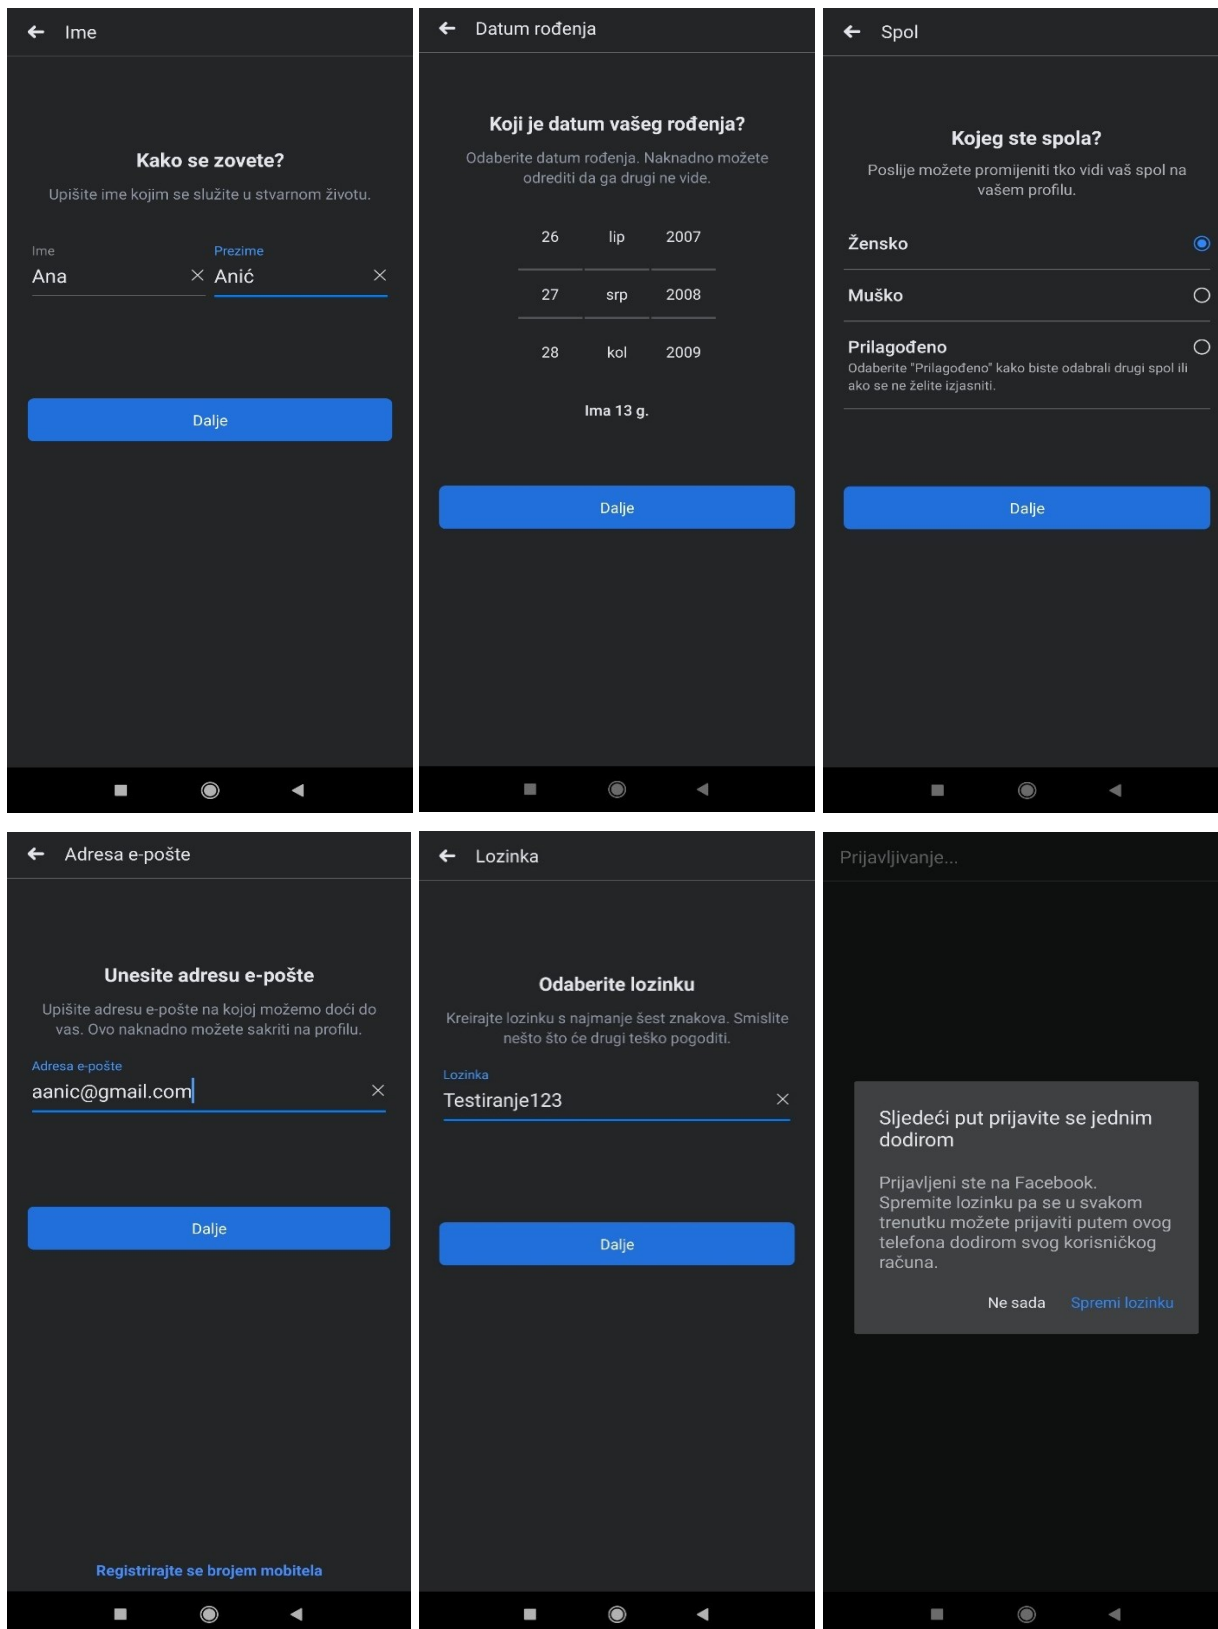 Ime
Kako se zovete?
Upišite ime kojim se služite u stvarnom životu.
Ime Prezime
Ana Anić
Dalje
Datum rođenja
Koji je datum vašeg rođenja?
Odaberite datum rođenja. Naknadno možete
odrediti da ga drugi ne vide.
26 lip 2007
27 srp 2008
28 kol 2009
Ima 13 g.
Dalje
Spol
Kojeg ste spola?
Poslije možete promijeniti tko vidi vaš spol na
vašem profilu.
Žensko
Muško
Prilagođeno
Odaberite "Prilagođeno" kako biste odabrali drugi spol ili
ako se ne želite izjasniti.
Dalje
Adresa e-pošte
Unesite adresu e-pošte
Upišite adresu e-pošte na kojoj možemo doći do
vas. Ovo naknadno možete sakriti na profilu.
Adresa e-pošte
aanic@gmail.com
Dalje
Registrirajte se brojem mobitela
Lozinka
Odaberite lozinku
Kreirajte lozinku s najmanje šest znakova. Smislite
nešto što će drugi teško pogoditi.
Lozinka
Testiranje123
Dalje
Prijavljivanje...
Sljedeći put prijavite se jednim
dodirom
Prijavljeni ste na Facebook.
Spremite lozinku pa se u svakom
trenutku možete prijaviti putem ovog
telefona dodirom svog korisničkog
računa.
Ne sada Spremi lozinku